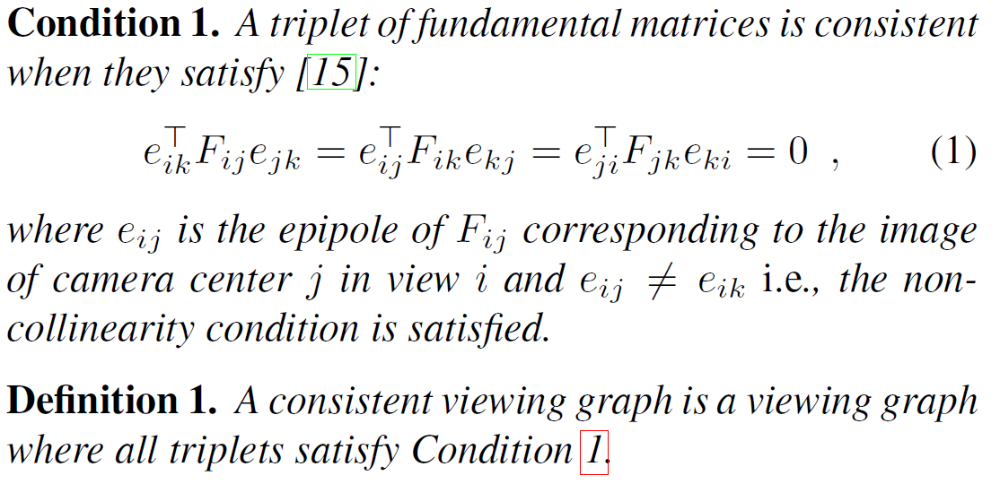 Condition 1. A triplet of fundamental matrices is consistent
when they satisfy [15]:
$e_{ik}^\top F_{ij} e_{jk} = e_{ij}^\top F_{ik} e_{kj} = e_{ji}^\top F_{jk} e_{ki} = 0$ , (1)
where $e_{ij}$ is the epipole of $F_{ij}$ corresponding to the image
of camera center $j$ in view $i$ and $e_{ij} \neq e_{ik}$ i.e., the non-
collinearity condition is satisfied.
Definition 1. A consistent viewing graph is a viewing graph
where all triplets satisfy Condition 1.